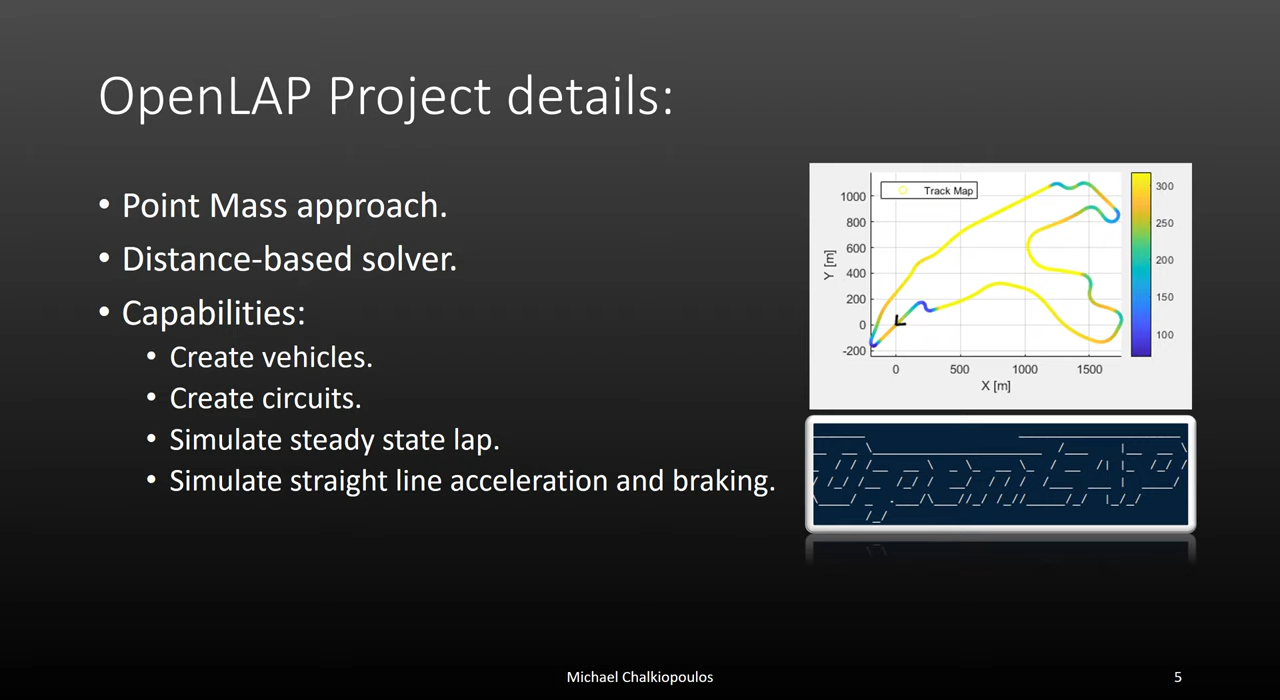 OpenLAP Project details:
• Point Mass approach.
• Distance-based solver.
• Capabilities:
• Create vehicles.
• Create circuits.
• Simulate steady state lap.
• Simulate straight line acceleration and braking.
Track Map
1000
800
600
400
200
0
-200
Y [m]
0 500 1000 1500
X [m]
300
250
200
150
100
OpenLAP
Michael Chalkiopoulos
5